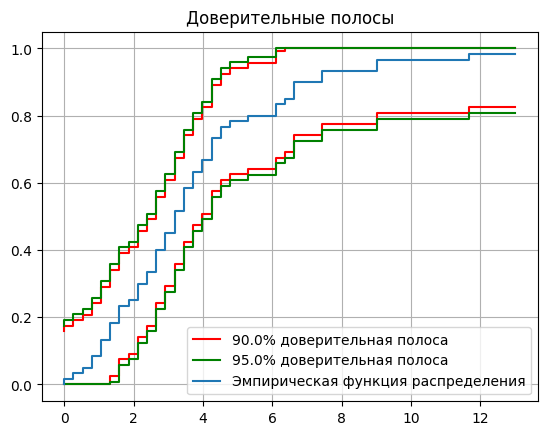 Доверительные полосы
1.0
0.8
0.6
0.4
0.2
0.0
90.0% доверительная полоса
95.0% доверительная полоса
Эмпирическая функция распределения
0 2 4 6 8 10 12